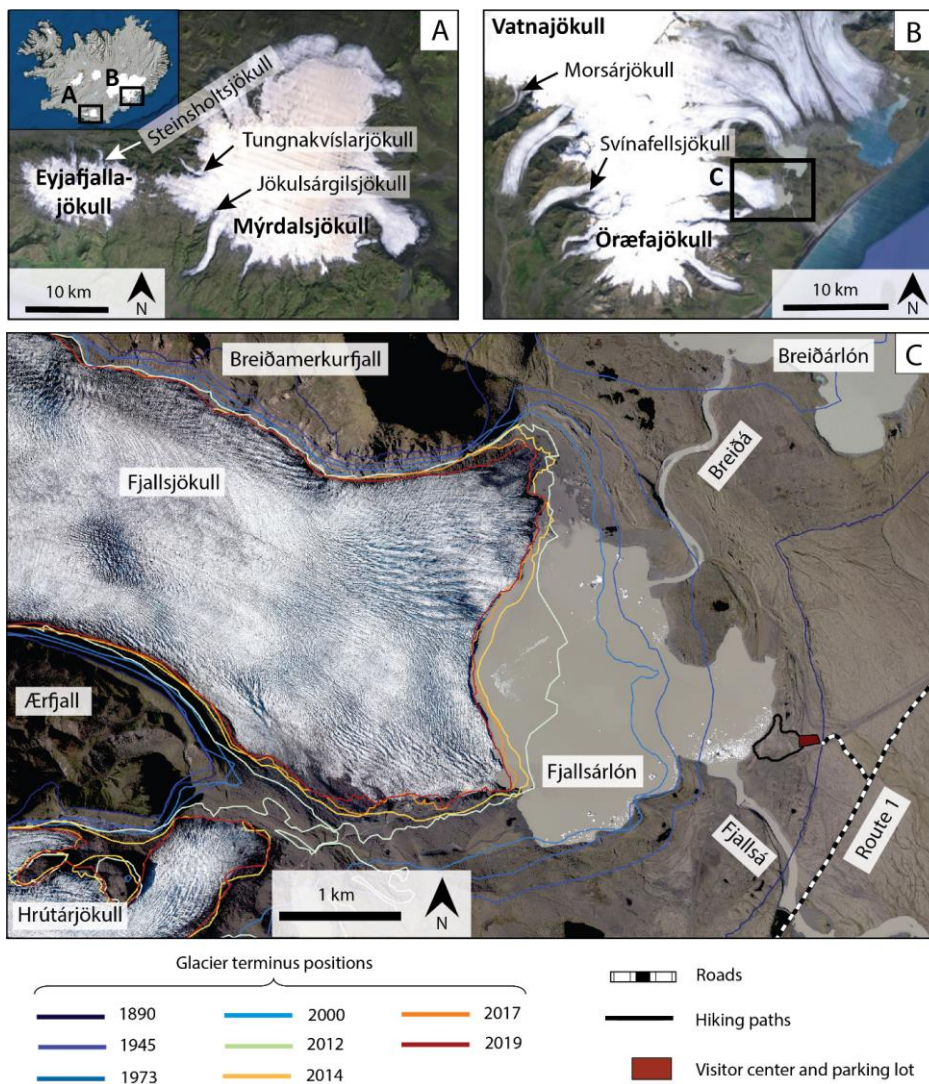 A
B
A
B
Steinsholtsjökull
Tungnakvíslarjökull
Jökulsárgilsjökull
Eyjafjalla-
jökull
Mýrdalsjökull
10 km
N
Vatnajökull
Morsárjökull
Svínafellsjökull
C
Öræfajökull
10 km
N
C
Breiðamerkurfjall
Breiðárlón
Breiðá
Fjallsjökull
Ærfjall
Fjallsárlón
Fjallsá
Route 1
Hrútárjökull
1 km
N
Glacier terminus positions
1890
1945
1973
2000
2012
2014
2017
2019
Roads
Hiking paths
Visitor center and parking lot